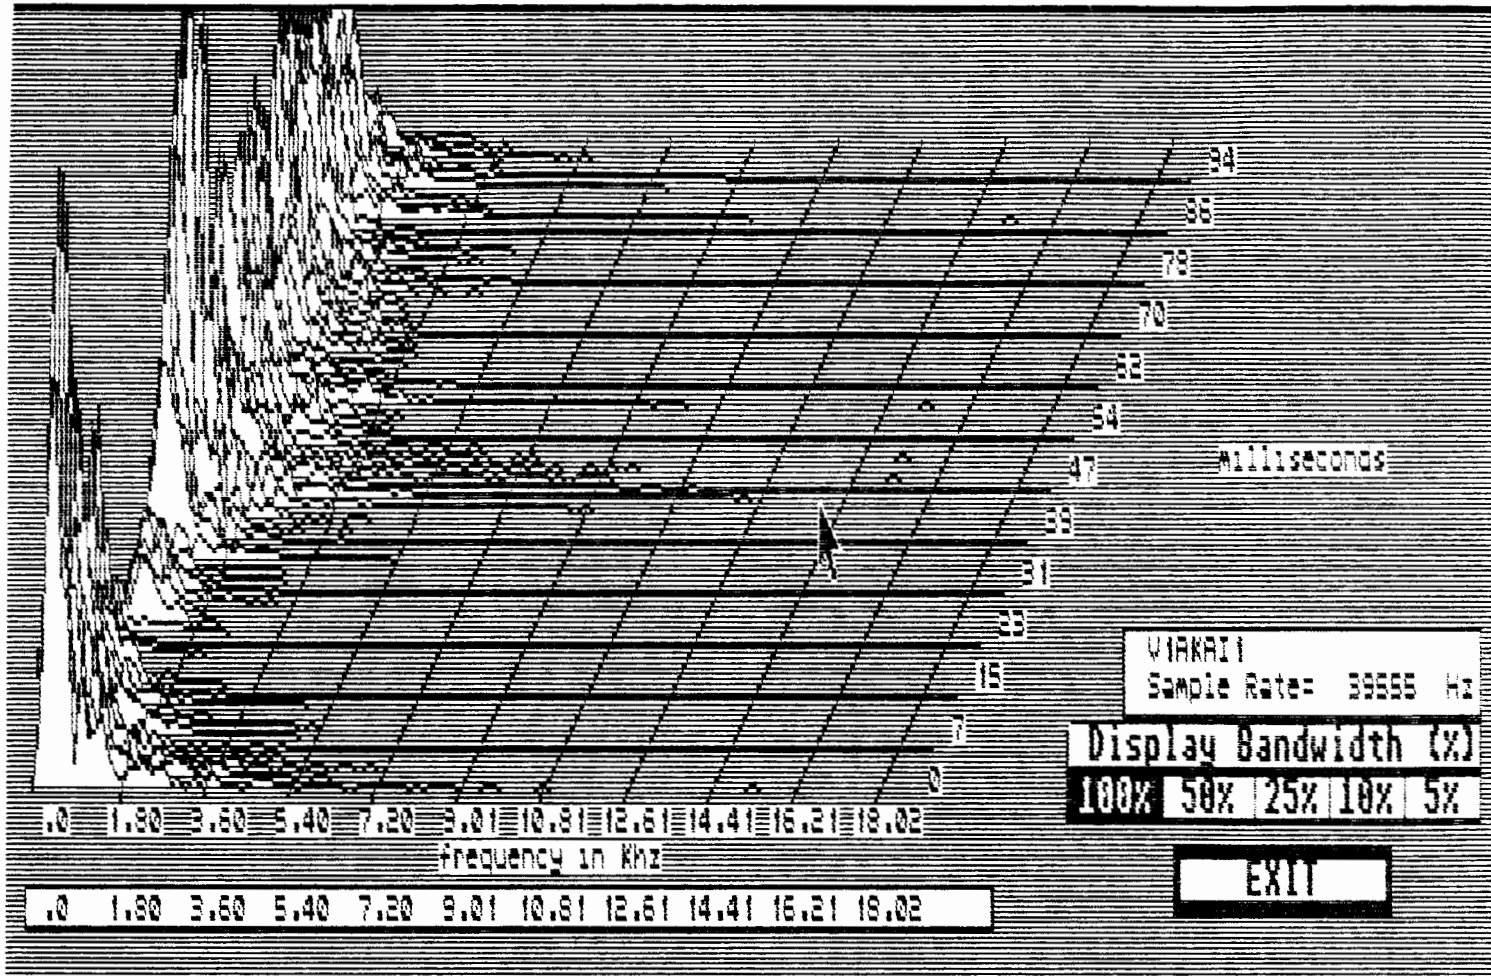 94
86
78
70
62
54
Milliseconds
47
39
31
23
V1AKAI1
15
Sample Rate= 39555 Hz
7
Display Bandwidth (%)
0
100% 50% 25% 10% 5%
.0 1.80 3.60 5.40 7.20 9.01 10.81 12.61 14.41 16.21 18.02
frequency in Khz
EXIT
.0 1.80 3.60 5.40 7.20 9.01 10.81 12.61 14.41 16.21 18.02